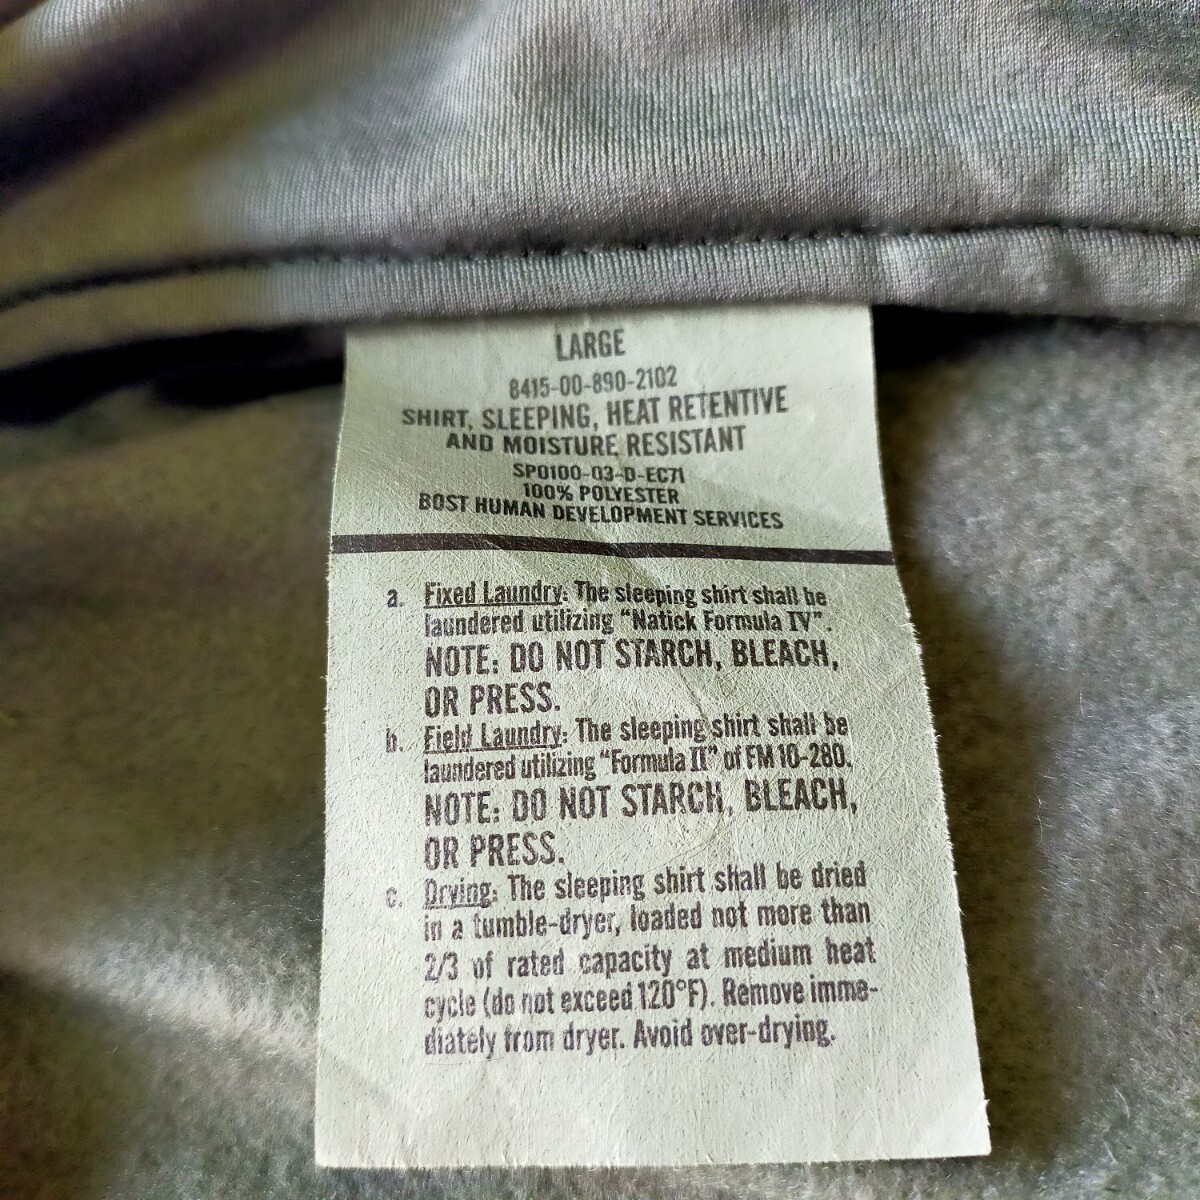 LARGE
8415-00-890-2102
SHIRT, SLEEPING, HEAT RETENTIVE
AND MOISTURE RESISTANT
SPO100-03-D-EC71
100% POLYESTER
BOST HUMAN DEVELOPMENT SERVICES
a. Fixed Laundry: The sleeping shirt shall be
laundered utilizing "Natick Formula IV".
NOTE: DO NOT STARCH, BLEACH,
OR PRESS.
b. Field Laundry: The sleeping shirt shall be
laundered utilizing "Formula II" of FM 10-280.
NOTE: DO NOT STARCH, BLEACH,
OR PRESS.
c. Drying: The sleeping shirt shall be dried
in a tumble-dryer, loaded not more than
2/3 of rated capacity at medium heat
cycle (do not exceed 120°F). Remove imme-
diately from dryer. Avoid over-drying.